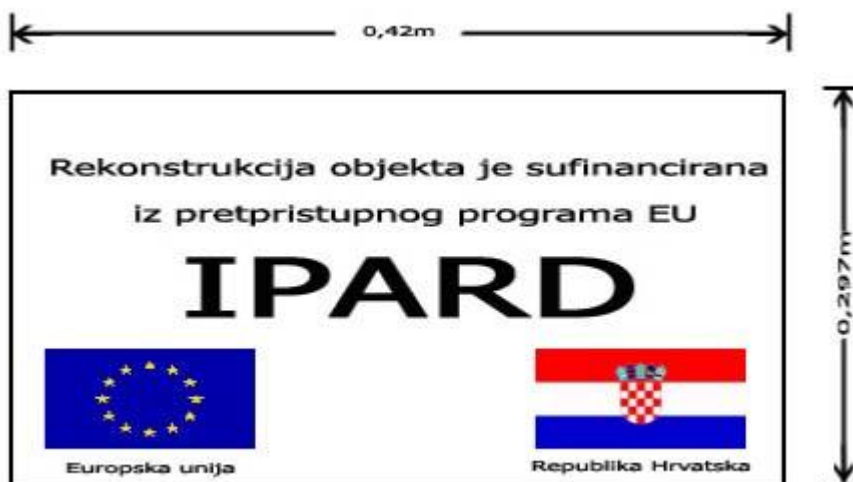 0,42m
Rekonstrukcija objekta je sufinancirana
iz pretpristupnog programa EU
IPARD
0,297m
Europska unija
Republika Hrvatska